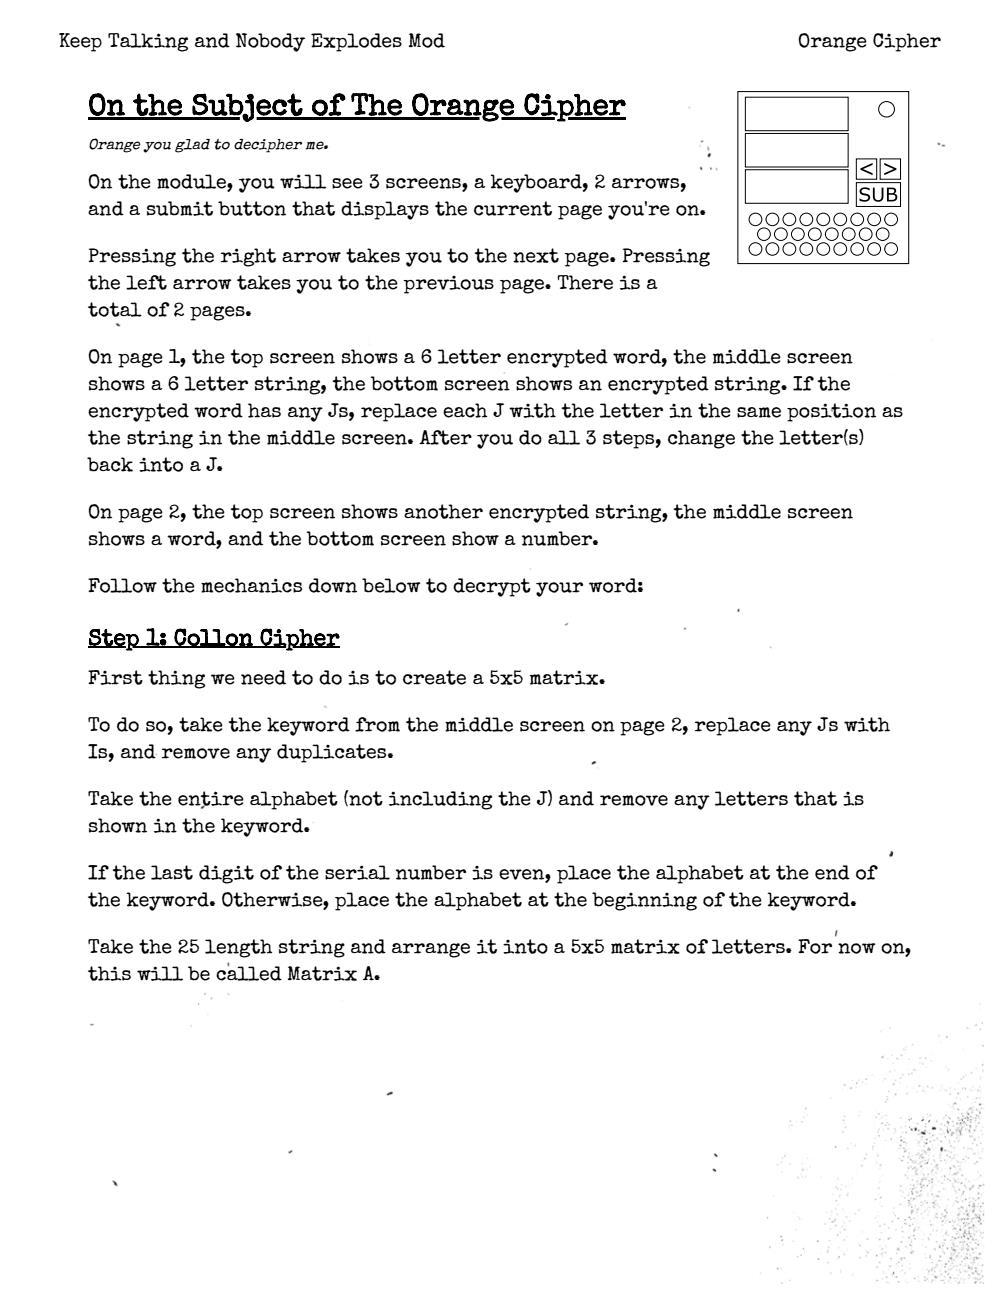 Keep Talking and Nobody Explodes Mod
Orange Cipher
On the Subject of The Orange Cipher
Orange you glad to decipher me.
On the module, you will see 3 screens, a keyboard, 2 arrows,
and a submit button that displays the current page you're on.
< >
SUB
Pressing the right arrow takes you to the next page. Pressing
the left arrow takes you to the previous page. There is a
total of 2 pages.
On page 1, the top screen shows a 6 letter encrypted word, the middle screen
shows a 6 letter string, the bottom screen shows an encrypted string. If the
encrypted word has any Js, replace each J with the letter in the same position as
the string in the middle screen. After you do all 3 steps, change the letter(s)
back into a J.
On page 2, the top screen shows another encrypted string, the middle screen
shows a word, and the bottom screen show a number.
Follow the mechanics down below to decrypt your word:
Step 1: Collon Cipher
First thing we need to do is to create a 5x5 matrix.
To do so, take the keyword from the middle screen on page 2, replace any Js with
Is, and remove any duplicates.
Take the entire alphabet (not including the J) and remove any letters that is
shown in the keyword.
If the last digit of the serial number is even, place the alphabet at the end of
the keyword. Otherwise, place the alphabet at the beginning of the keyword.
Take the 25 length string and arrange it into a 5x5 matrix of letters. For now on,
this will be called Matrix A.